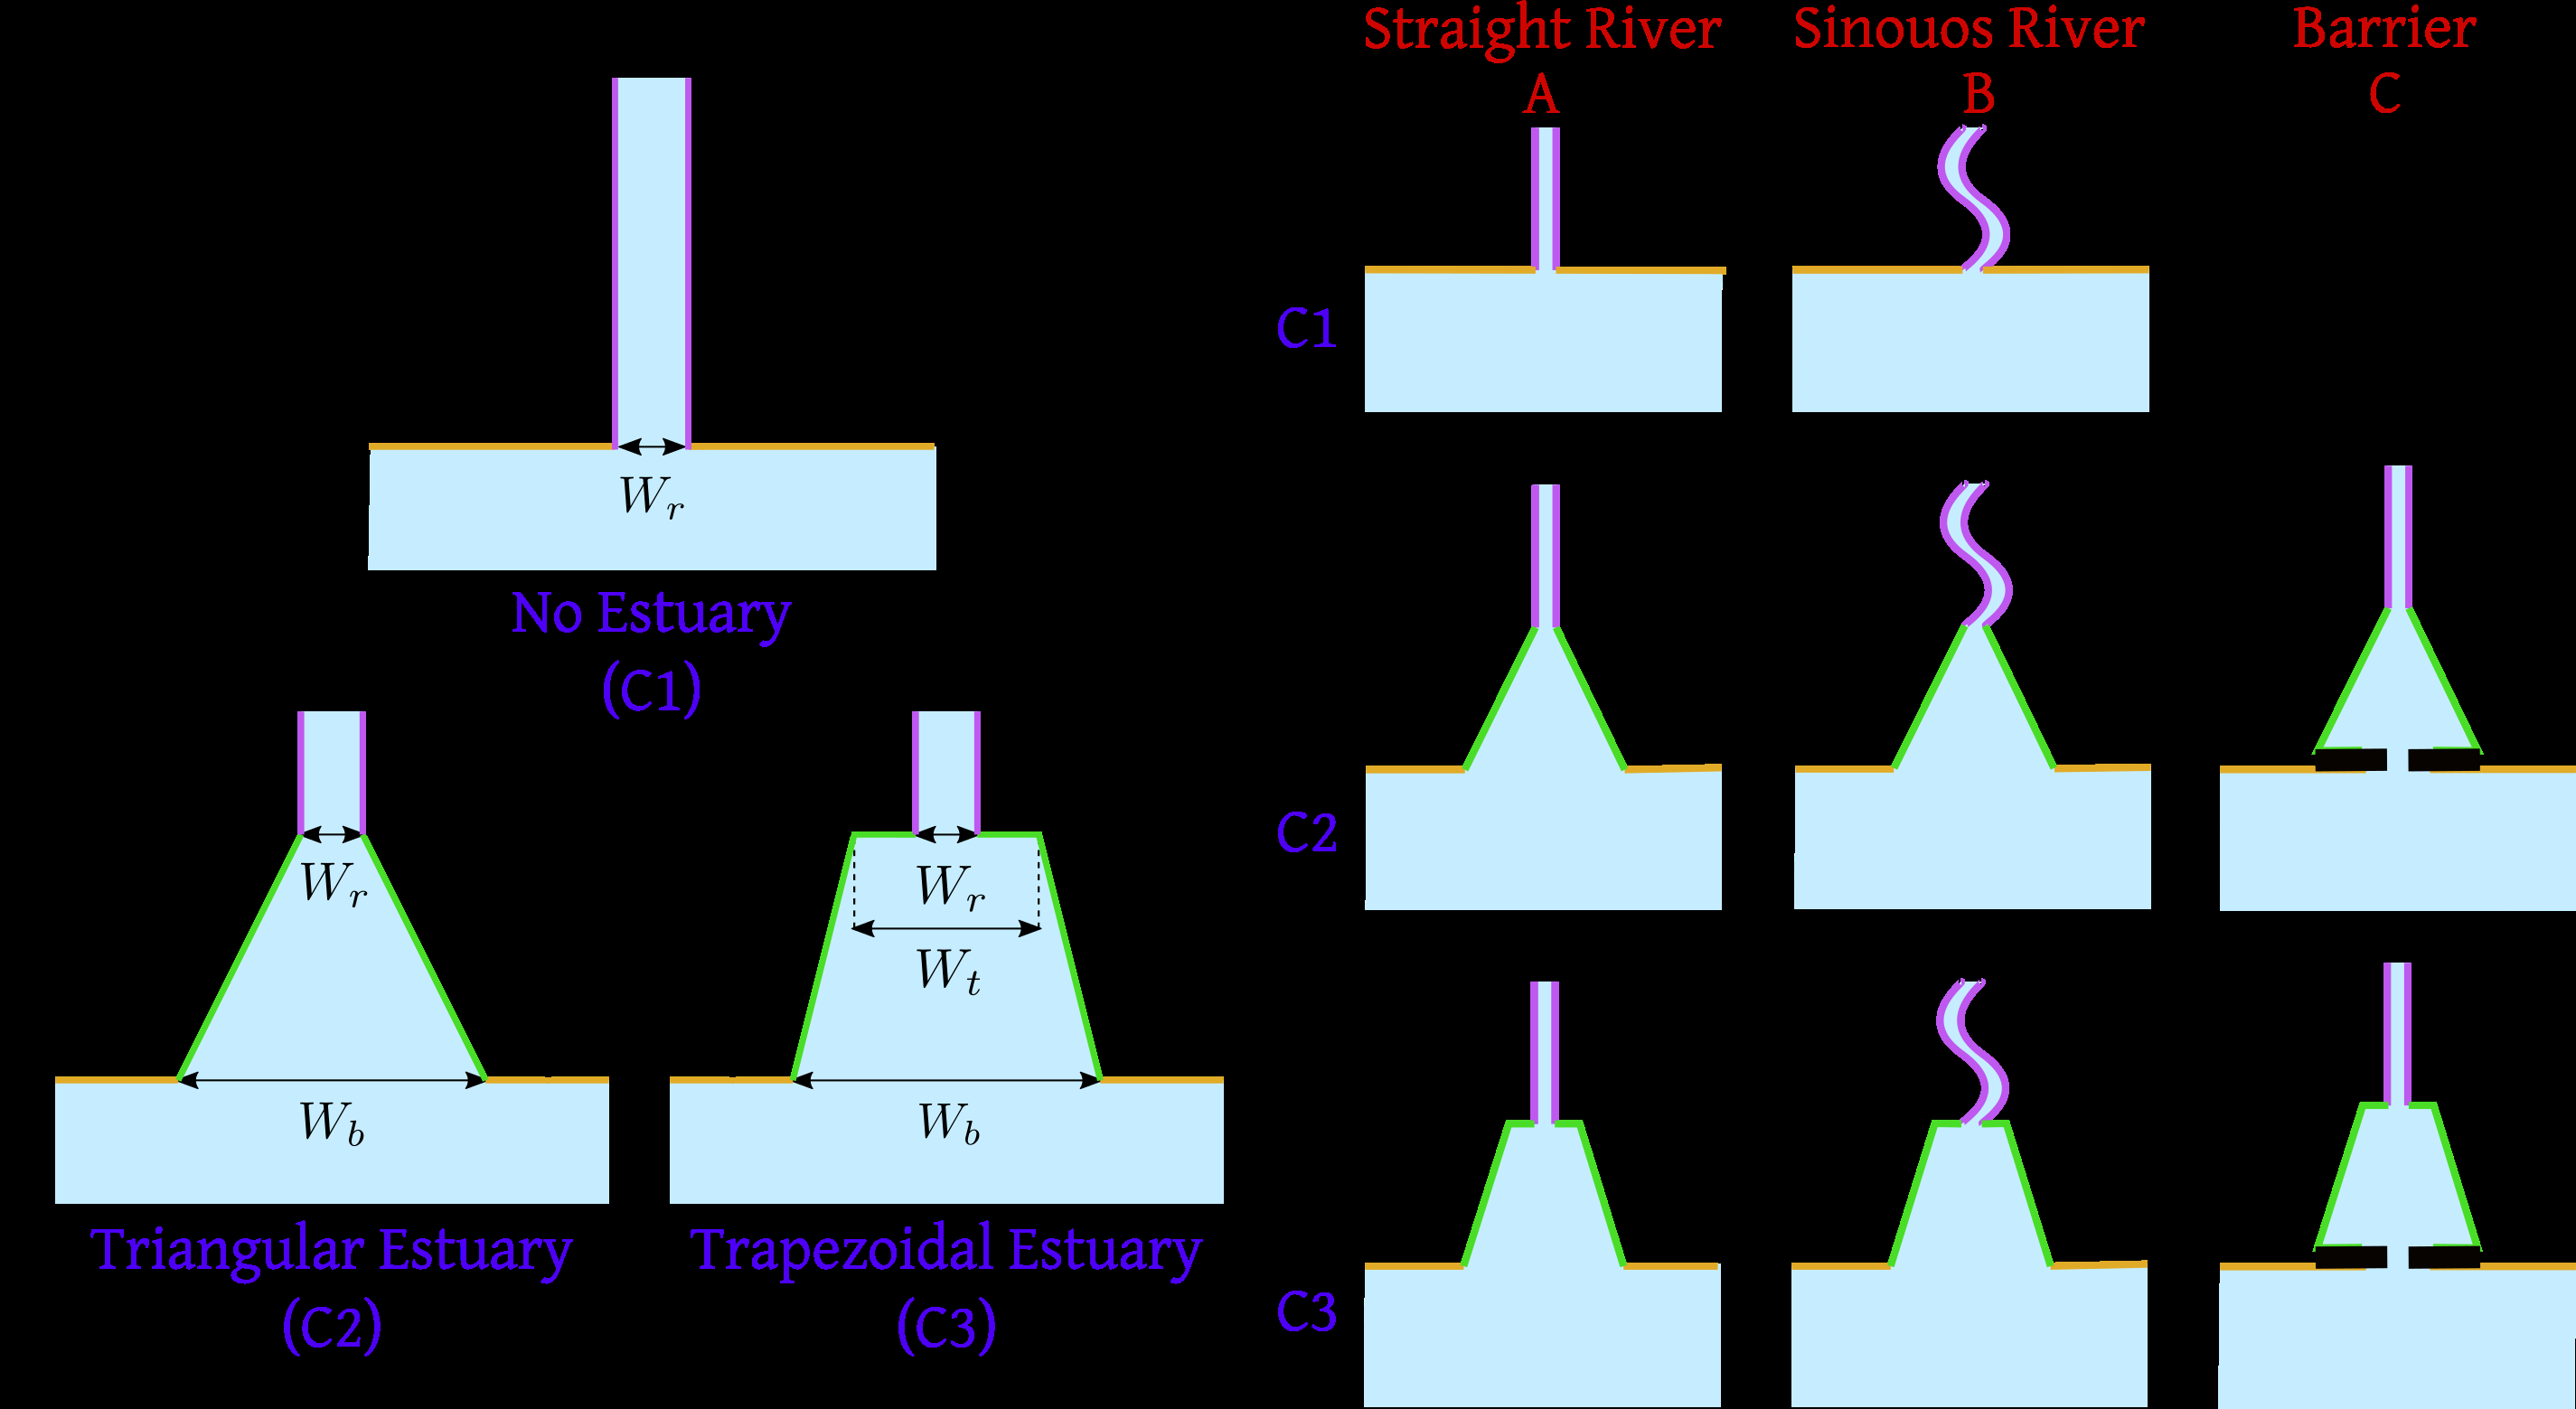 W_r
No Estuary
(C1)
W_r
W_b
Triangular Estuary
(C2)
W_r
W_t
W_b
Trapezoidal Estuary
(C3)
Straight River
A
Sinouos River
B
Barrier
C
C1
C2
C3